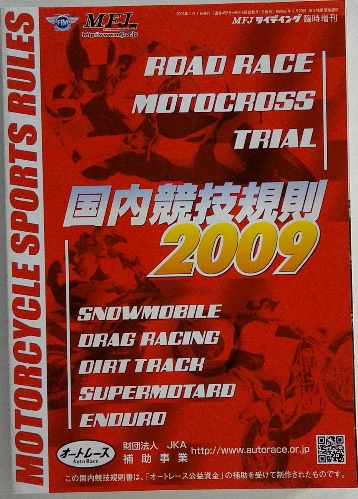 FIM
MFJ
http://www.mfj.or.jp
MFJ ライディング 臨時増刊
MOTORCYCLE SPORTS RULES
ROAD RACE
MOTOCROSS
TRIAL
国内競技規則
2009
SNOWMOBILE
DRAG RACING
DIRT TRACK
SUPERMOTARD
ENDURO
オートレース
Auto Race
財団法人 JKA
補助事業
http://www.autorace.or.jp
この国内競技規則書は、「オートレース公益資金」の補助を受けて制作されたものです。